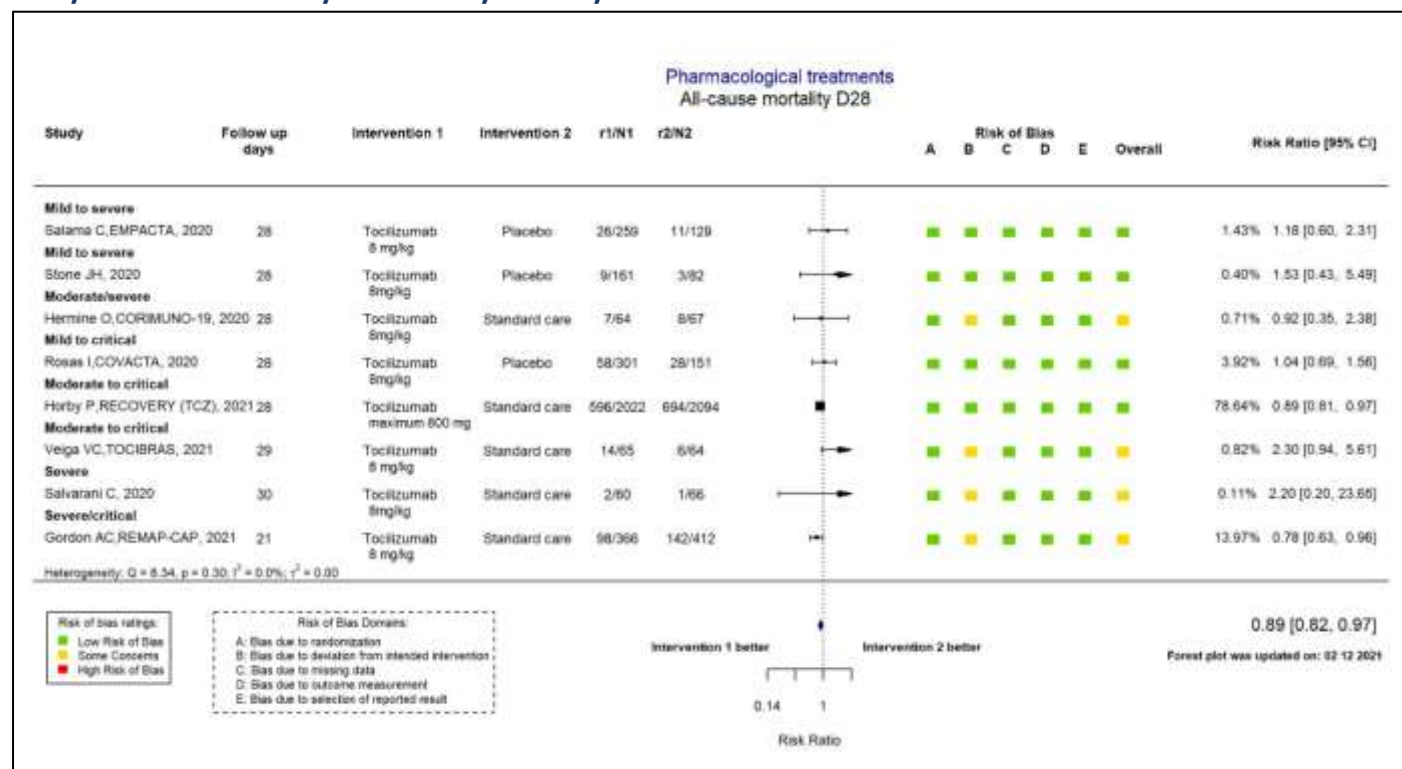 Pharmacological treatments
All-cause mortality D28
Study Follow up days Intervention 1 Intervention 2 r1/N1 r2/N2 Risk of Bias A B C D E Overall Risk Ratio [95% CI]
Mild to severe
Salama C,EMPACTA, 2020 28 Tocilizumab 8 mg/kg Placebo 26/259 11/129 1.43% 1.18 [0.60, 2.31]
Mild to severe
Stone JH, 2020 28 Tocilizumab 8mg/kg Placebo 9/161 3/82 0.40% 1.53 [0.43, 5.49]
Moderate/severe
Hermine O,CORIMUNO-19, 2020 28 Tocilizumab 8mg/kg Standard care 7/64 8/67 0.71% 0.92 [0.35, 2.38]
Mild to critical
Rosas I,COVACTA, 2020 28 Tocilizumab 8mg/kg Placebo 58/301 28/151 3.92% 1.04 [0.69, 1.56]
Moderate to critical
Horby P,RECOVERY (TCZ), 2021 28 Tocilizumab maximum 800 mg Standard care 596/2022 694/2094 78.64% 0.89 [0.81, 0.97]
Moderate to critical
Veiga VC,TOCIBRAS, 2021 29 Tocilizumab 8 mg/kg Standard care 14/65 6/64 0.82% 2.30 [0.94, 5.61]
Severe
Salvarani C, 2020 30 Tocilizumab 8mg/kg Standard care 2/60 1/66 0.11% 2.20 [0.20, 23.65]
Severe/critical
Gordon AC,REMAP-CAP, 2021 21 Tocilizumab 8 mg/kg Standard care 98/366 142/412 13.97% 0.78 [0.63, 0.96]
Heterogeneity: Q = 8.34, p = 0.30; I² = 0.0%; τ² = 0.00
0.89 [0.82, 0.97]
Intervention 1 better Intervention 2 better
Forest plot was updated on: 02 12 2021
0.14 1
Risk Ratio
Risk of bias ratings:
Low Risk of Bias
Some Concerns
High Risk of Bias
Risk of Bias Domains:
A: Bias due to randomization
B: Bias due to deviation from intended intervention
C: Bias due to missing data
D: Bias due to outcome measurement
E: Bias due to selection of reported result